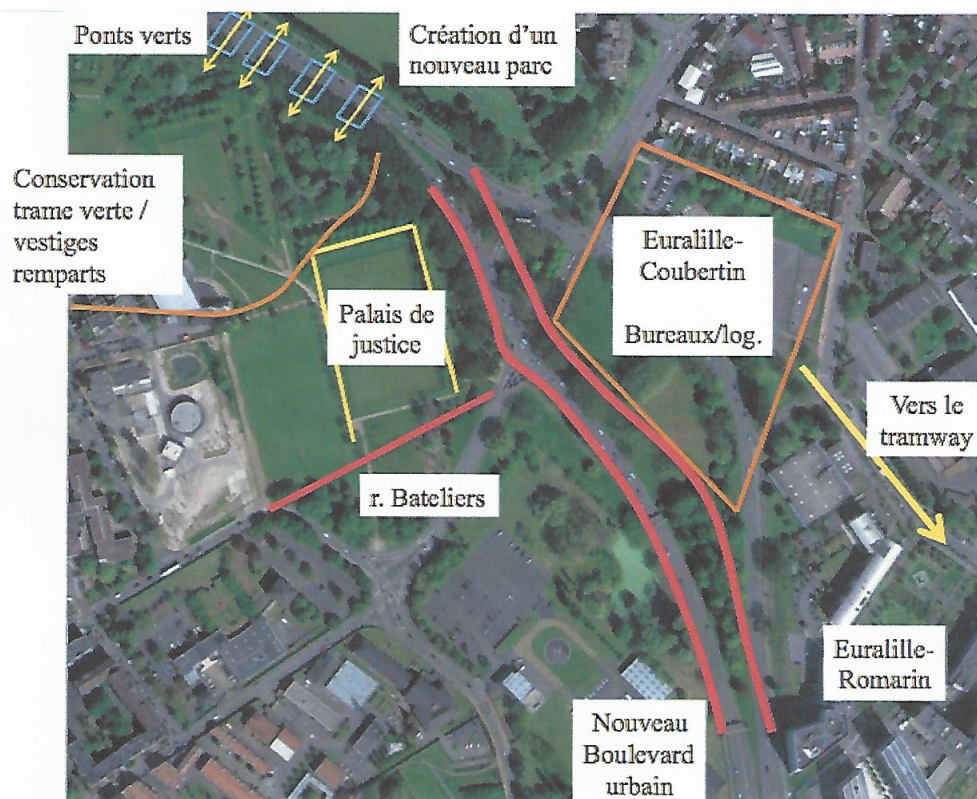 Ponts verts
Création d'un
nouveau parc
Conservation
trame verte /
vestiges
remparts
Euralille-
Coubertin
Bureaux/log.
Palais de
justice
Vers le
tramway
r. Bateliers
Euralille-
Romarin
Nouveau
Boulevard
urbain